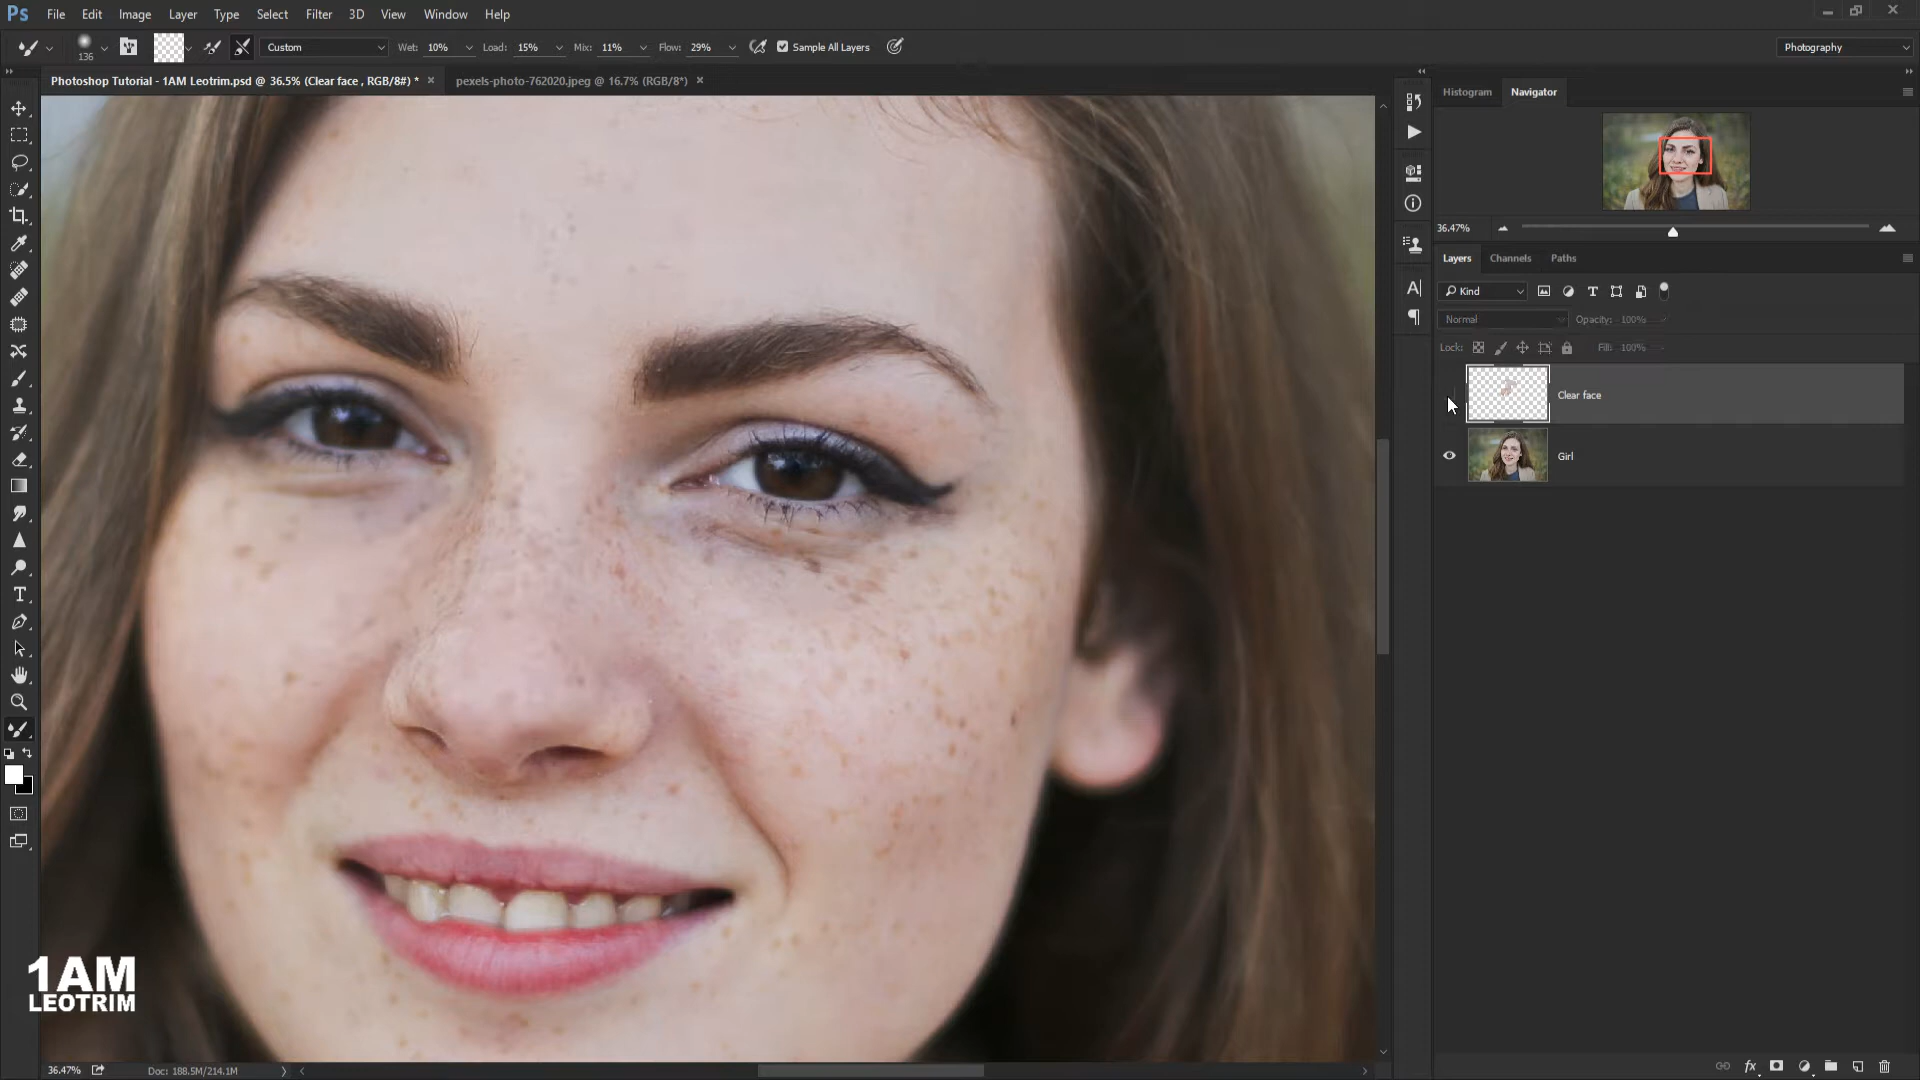 Ps File Edit Image Layer Type Select Filter 3D View Window Help
136 Custom Wet: 10% Load: 15% Mix: 11% Flow: 29% Sample All Layers Photography
Photoshop Tutorial - 1AM Leotrim.psd @ 36.5% (Clear face , RGB/8#) * × pexels-photo-762020.jpeg @ 16.7% (RGB/8*) ×
Histogram Navigator
36.47%
Layers Channels Paths
Kind
Normal Opacity: 100%
Lock: Fill: 100%
Clear face
Girl
1AM
LEOTRIM
36.47% Doc: 188.5M/214.1M
fx